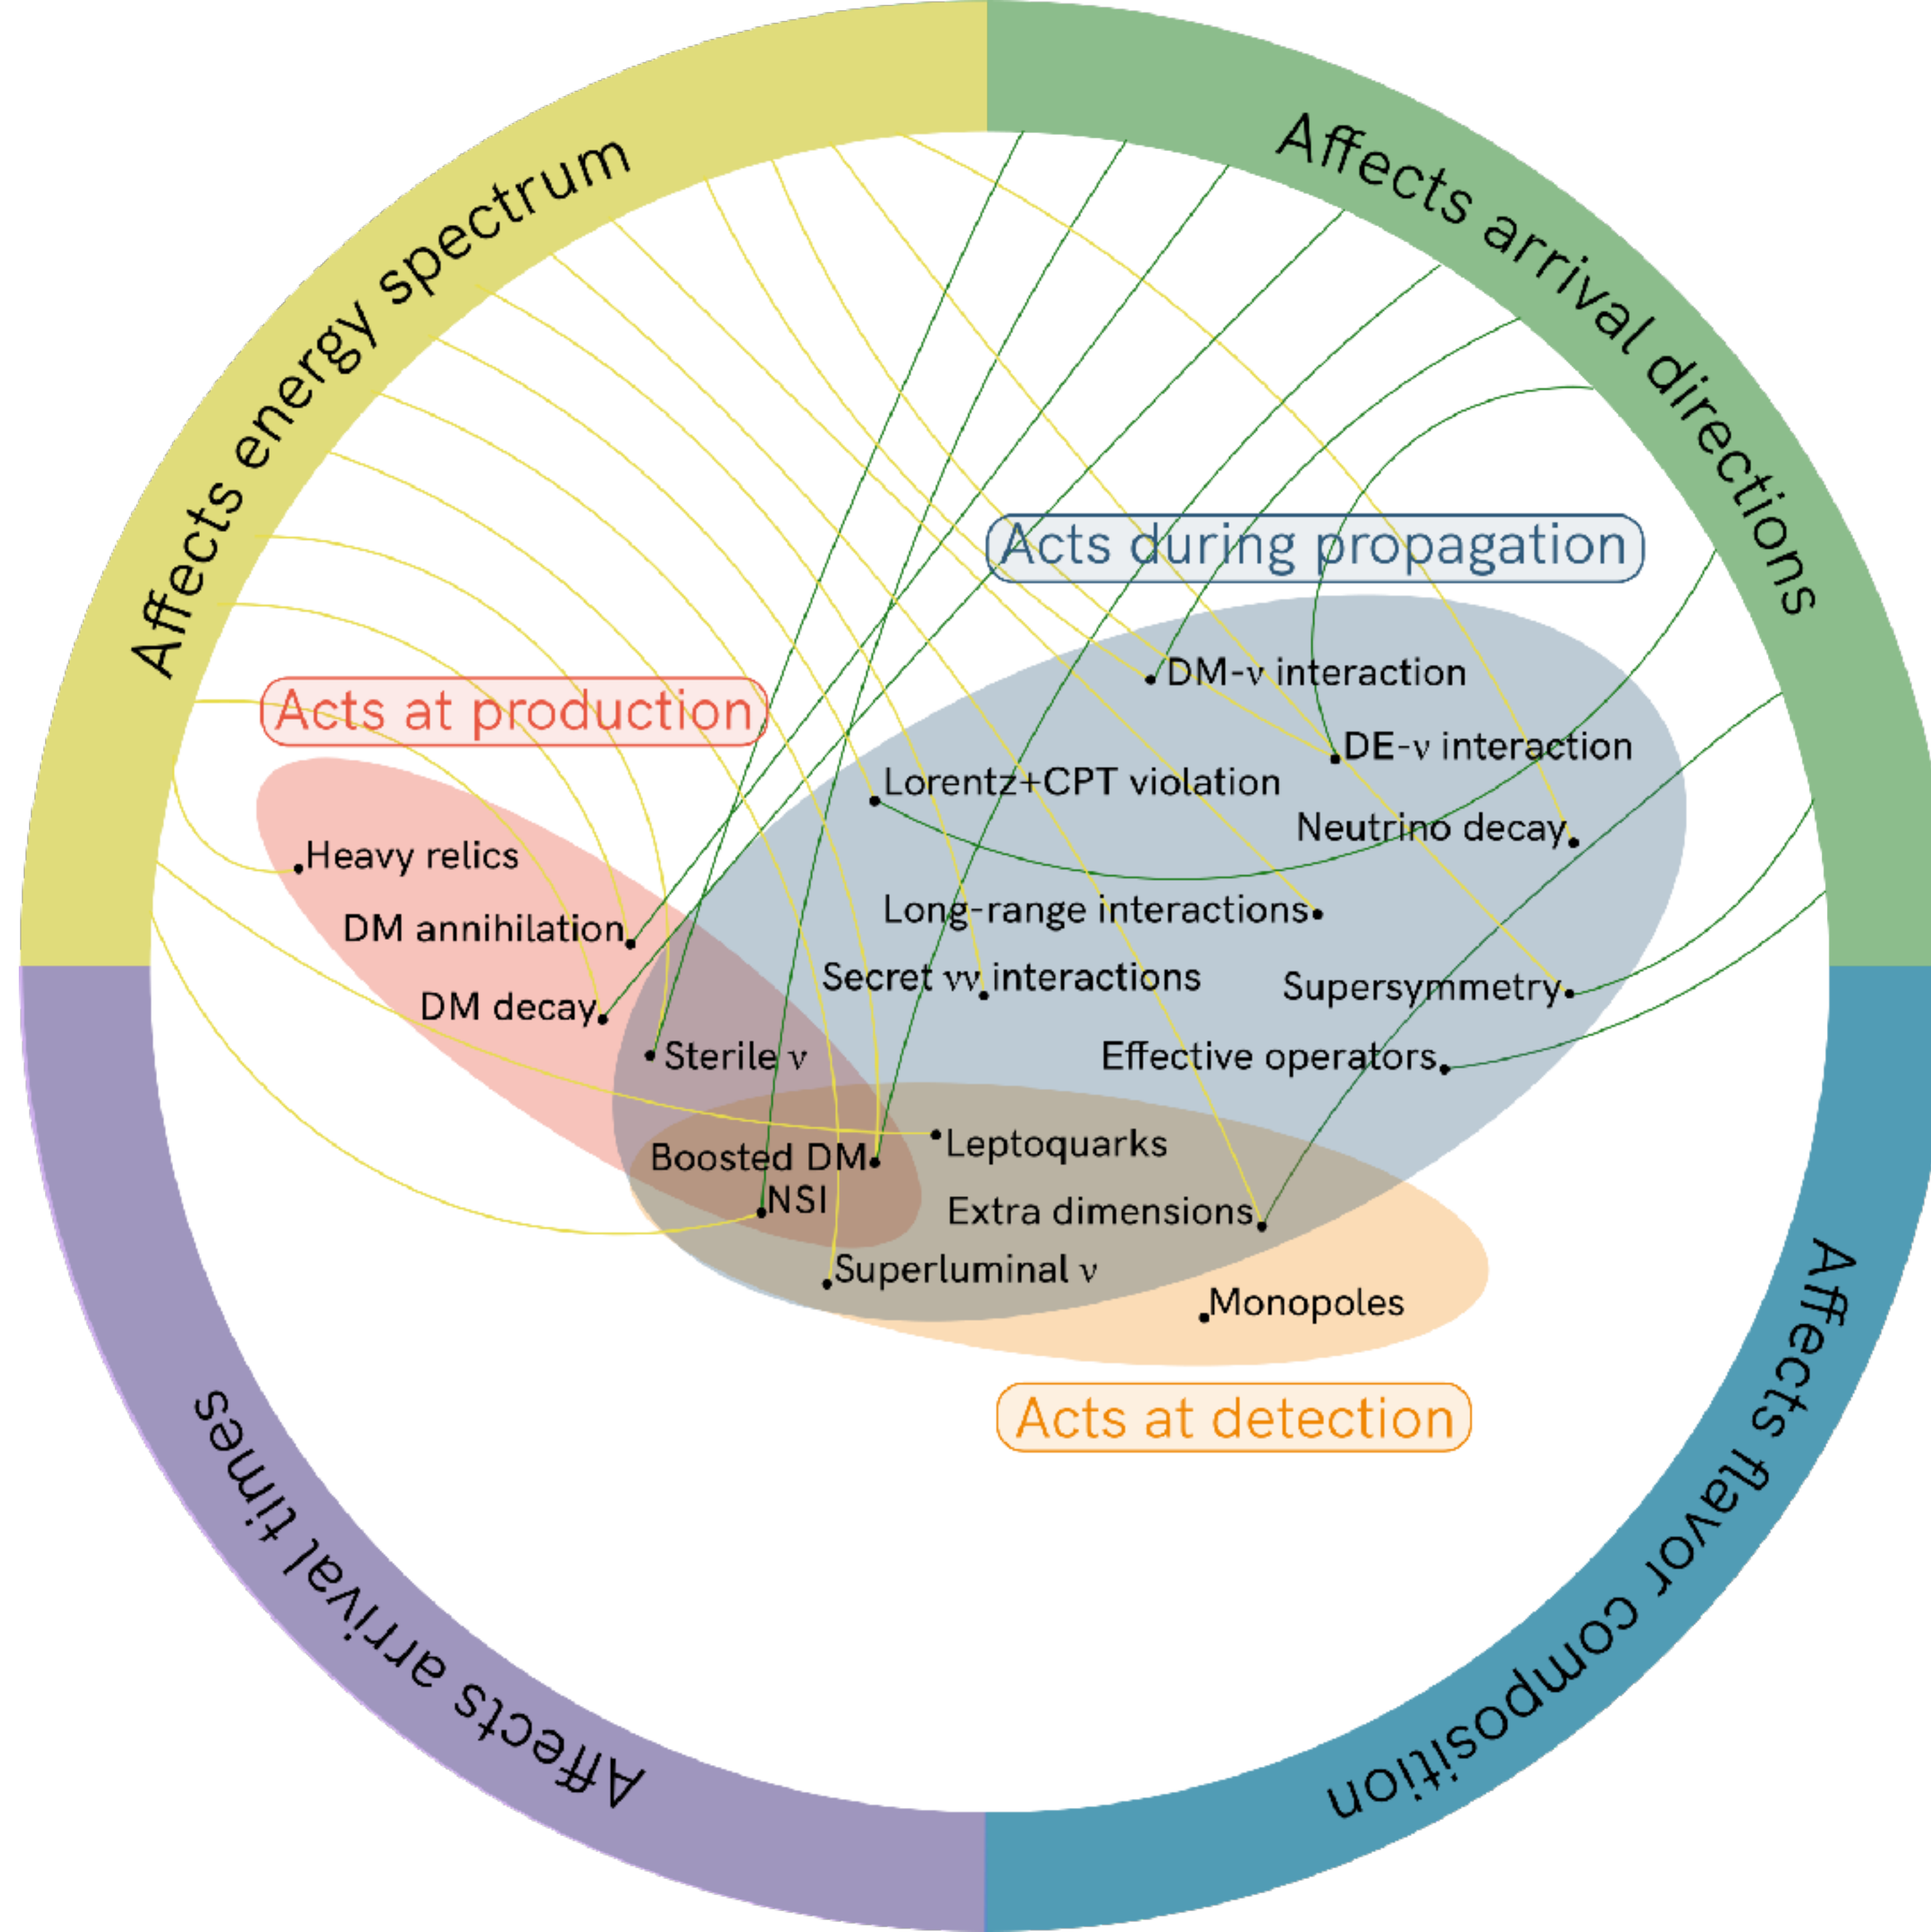 Affects energy spectrum
Affects arrival directions
Acts during propagation
DM-ν interaction
Acts at production
DE-ν interaction
Lorentz+CPT violation
Neutrino decay
Heavy relics
Long-range interactions
DM annihilation
Secret νν interactions
Supersymmetry
DM decay
Sterile ν
Effective operators
Leptoquarks
Boosted DM
NSI
Extra dimensions
Superluminal ν
Monopoles
Acts at detection
Affects arrival times
Affects flavor composition